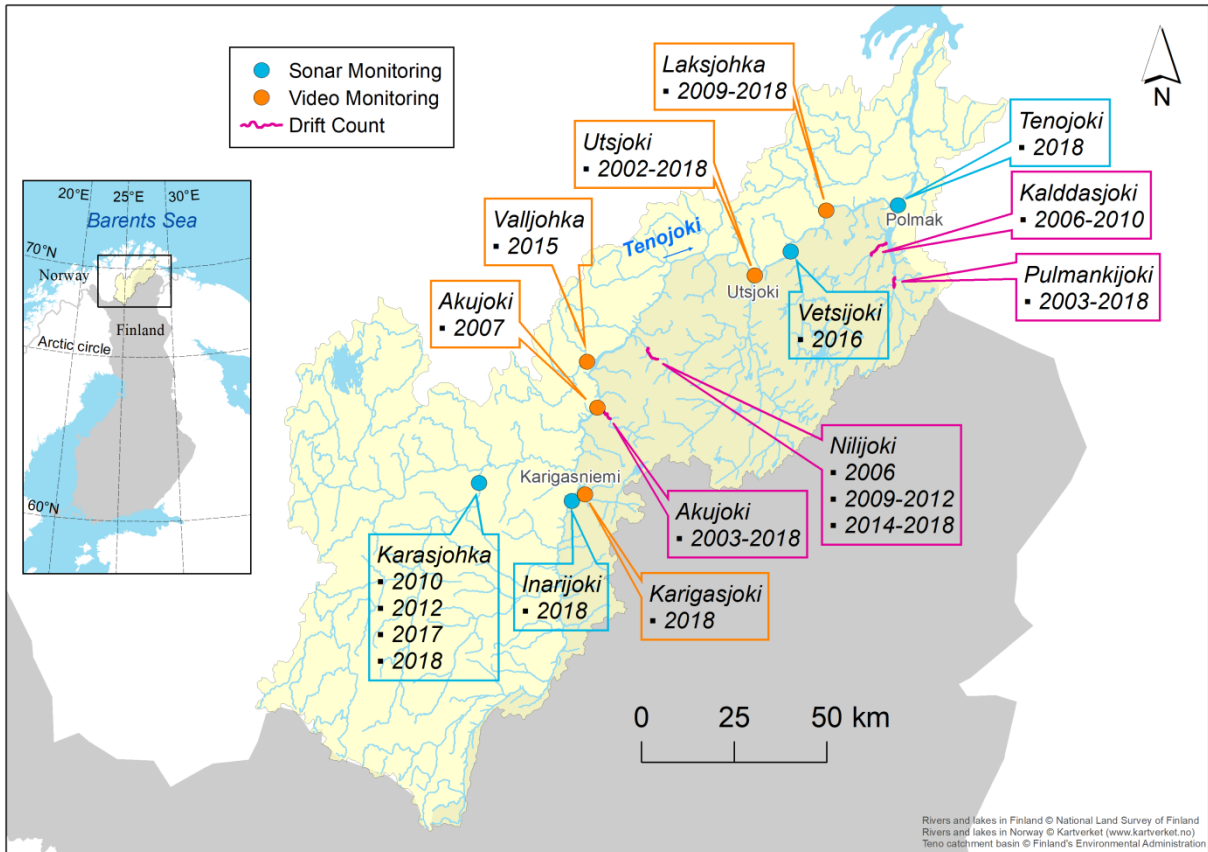 Sonar Monitoring
Video Monitoring
Drift Count
Laksjohka
▪ 2009-2018
N
Utsjoki
▪ 2002-2018
Tenojoki
▪ 2018
Kalddasjoki
▪ 2006-2010
Valljohka
▪ 2015
Tenojoki
Polmak
Pulmankijoki
▪ 2003-2018
Akujoki
▪ 2007
Utsjoki
Vetsijoki
▪ 2016
20°E 25°E 30°E
Barents Sea
70°N
Norway
Finland
Arctic circle
60°N
Nilijoki
▪ 2006
▪ 2009-2012
▪ 2014-2018
Karigasniemi
Akujoki
▪ 2003-2018
Karasjohka
▪ 2010
▪ 2012
▪ 2017
▪ 2018
Inarijoki
▪ 2018
Karigasjoki
▪ 2018
0 25 50 km
Rivers and lakes in Finland © National Land Survey of Finland
Rivers and lakes in Norway © Kartverket (www.kartverket.no)
Teno catchment basin © Finland's Environmental Administration